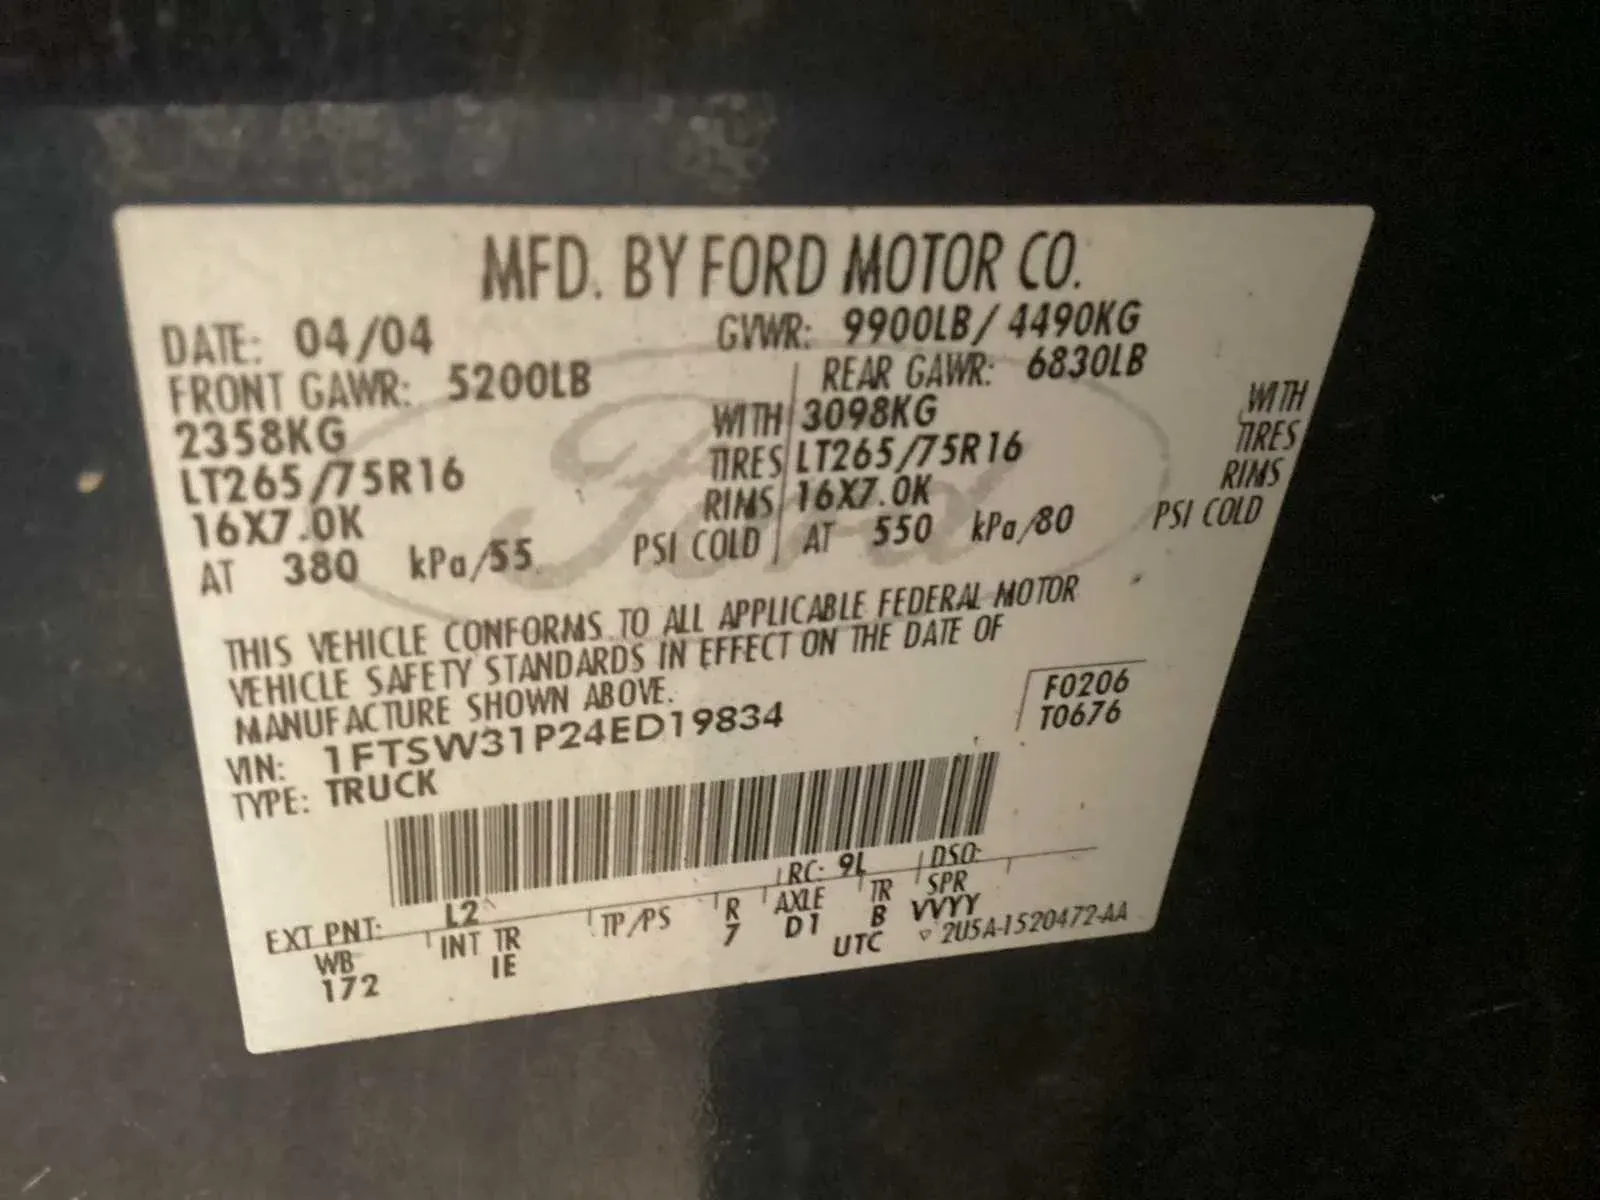 MFD. BY FORD MOTOR CO.
DATE: 04/04 GVWR: 9900LB/ 4490KG
FRONT GAWR: 5200LB REAR GAWR: 6830LB
2358KG WITH 3098KG WITH
LT265/75R16 TIRES LT265/75R16 TIRES
16X7.0K RIMS 16X7.0K RIMS
AT 380 kPa/55 PSI COLD AT 550 kPa/80 PSI COLD
Ford
THIS VEHICLE CONFORMS TO ALL APPLICABLE FEDERAL MOTOR
VEHICLE SAFETY STANDARDS IN EFFECT ON THE DATE OF
MANUFACTURE SHOWN ABOVE.
F0206
T0676
VIN: 1FTSW31P24ED19834
TYPE: TRUCK
EXT PNT: L2 RC: 9L DSO:
WB INT TR TP/PS R AXLE TR SPR
172 IE 7 D1 B VVYY
UTC ▽ 2U5A-1520472-AA